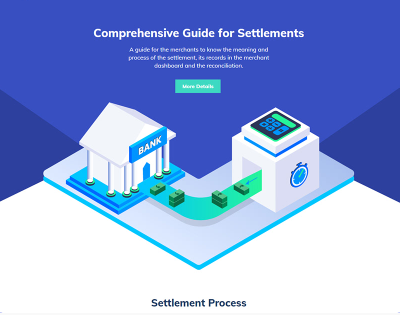 Comprehensive Guide for Settlements
A guide for the merchants to know the meaning and
process of the settlement, its records in the merchant
dashboard and the reconciliation.
More Details
BANK
Settlement Process